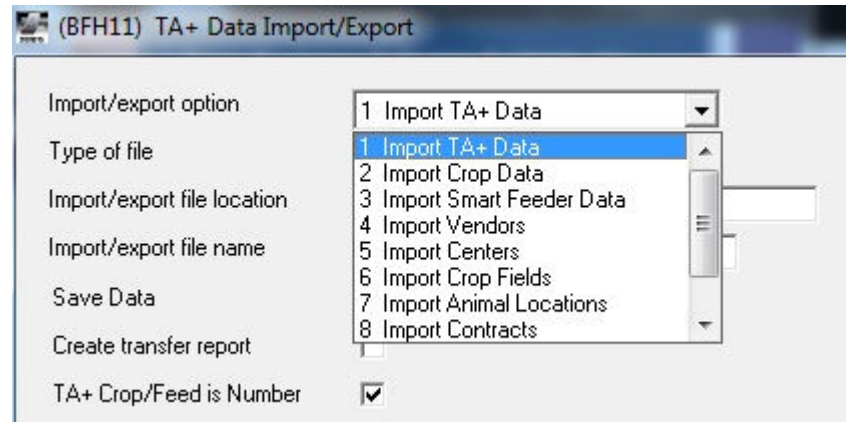 (BFH11) TA+ Data Import/Export
Import/export option
1 Import TA+ Data
Type of file
1 Import TA+ Data
2 Import Crop Data
Import/export file location
3 Import Smart Feeder Data
4 Import Vendors
Import/export file name
5 Import Centers
6 Import Crop Fields
Save Data
7 Import Animal Locations
8 Import Contracts
Create transfer report
TA+ Crop/Feed is Number